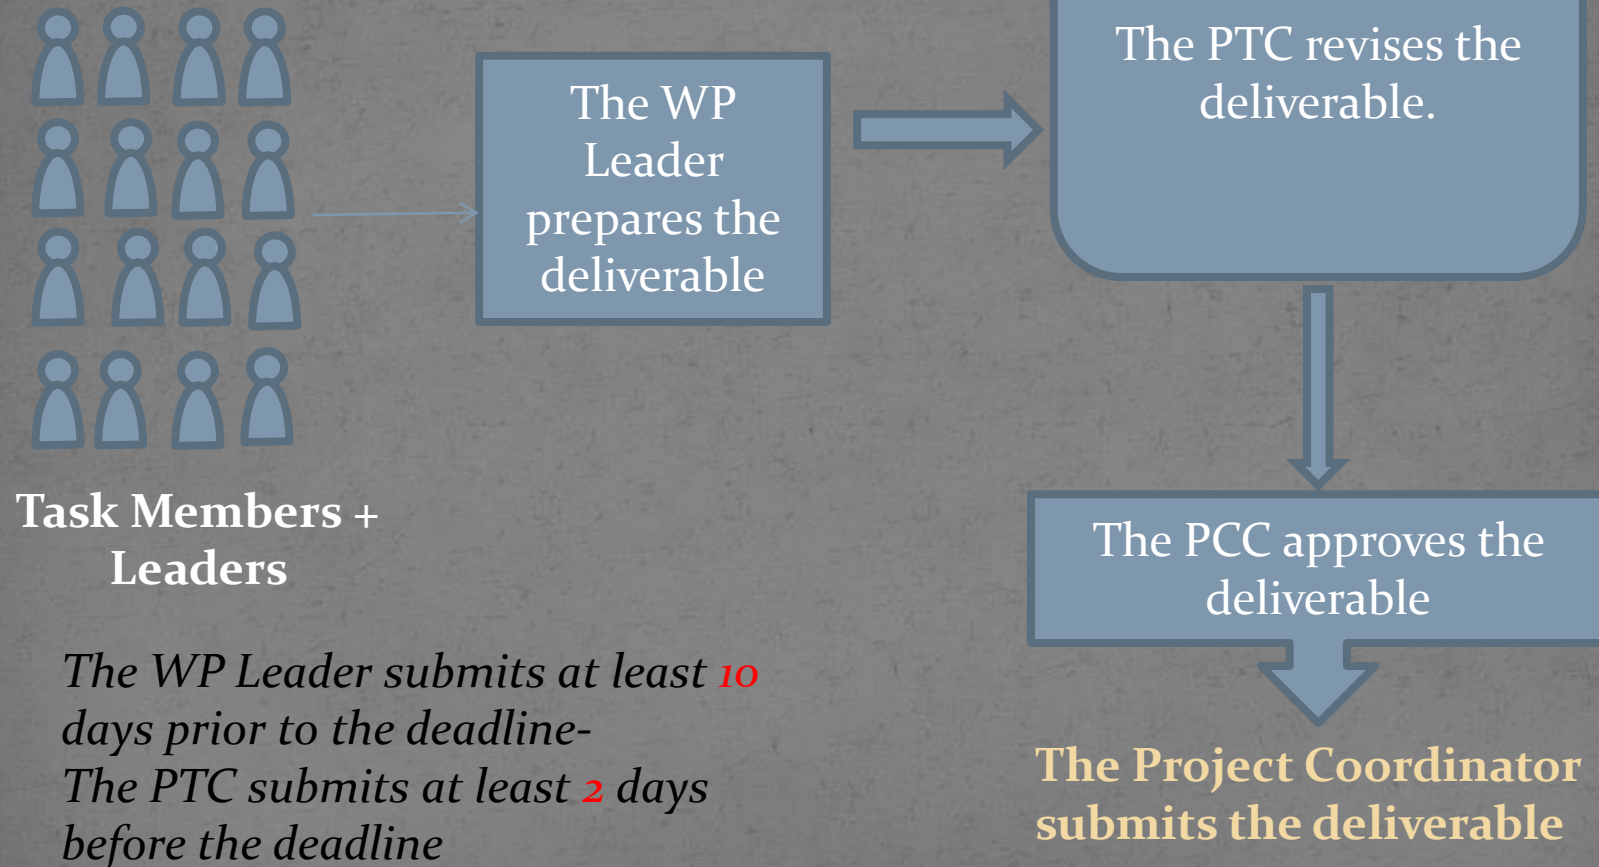 The WP
Leader
prepares the
deliverable
The PTC revises the
deliverable.
Task Members +
Leaders
The PCC approves the
deliverable
The WP Leader submits at least 10
days prior to the deadline-
The PTC submits at least 2 days
before the deadline
The Project Coordinator
submits the deliverable